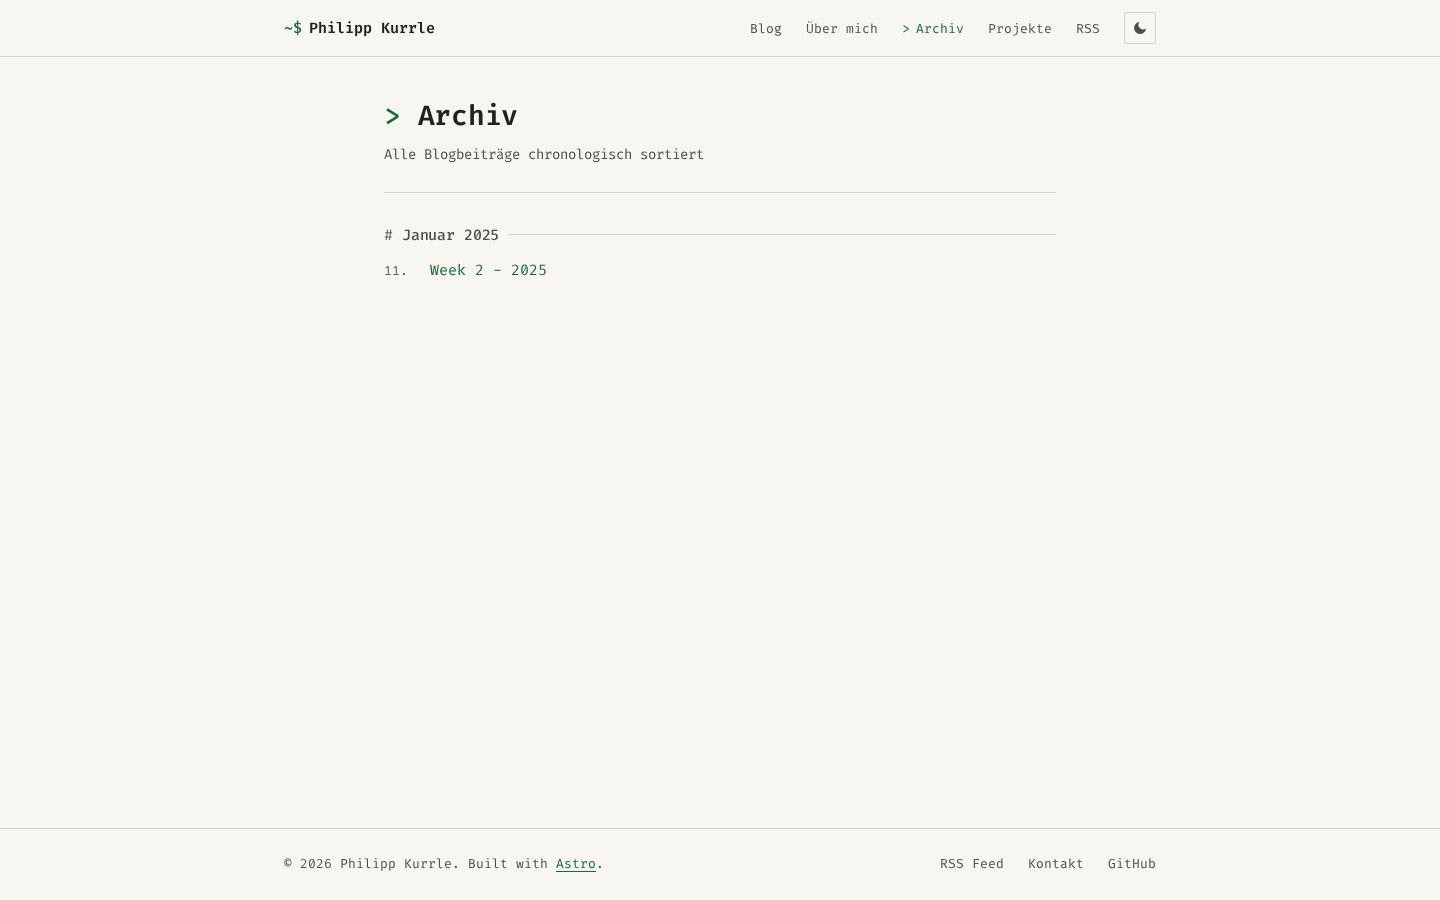 ~$ Philipp Kurrle
Blog Über mich > Archiv Projekte RSS
> Archiv
Alle Blogbeiträge chronologisch sortiert
# Januar 2025
11. Week 2 - 2025
© 2026 Philipp Kurrle. Built with Astro.
RSS Feed Kontakt GitHub